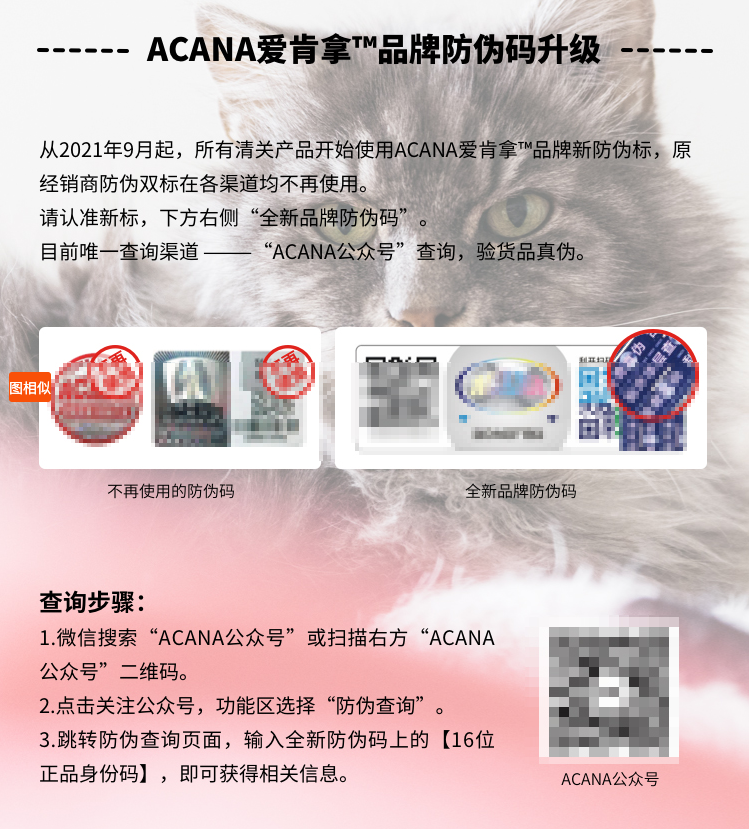 ACANA爱肯拿™品牌防伪码升级
从2021年9月起，所有清关产品开始使用ACANA爱肯拿™品牌新防伪标，原
经销商防伪双标在各渠道均不再使用。
请认准新标，下方右侧“全新品牌防伪码”。
目前唯一查询渠道 ——“ACANA公众号”查询，验货品真伪。
图相似
不再使用的防伪码
全新品牌防伪码
查询步骤：
1.微信搜索“ACANA公众号”或扫描右方“ACANA
公众号”二维码。
2.点击关注公众号，功能区选择“防伪查询”。
3.跳转防伪查询页面，输入全新防伪码上的【16位
正品身份码】，即可获得相关信息。
ACANA公众号